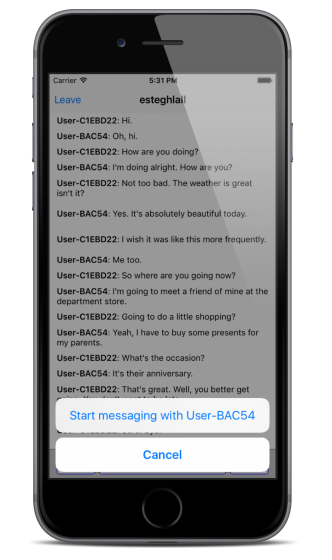 Carrier 5:31 PM
Leave esteghlail
User-C1EBD22: Hi.
User-BAC54: Oh, hi.
User-C1EBD22: How are you doing?
User-BAC54: I'm doing alright. How are you?
User-C1EBD22: Not too bad. The weather is great
isn't it?
User-BAC54: Yes. It's absolutely beautiful today.
User-C1EBD22: I wish it was like this more frequently.
User-BAC54: Me too.
User-C1EBD22: So where are you going now?
User-BAC54: I'm going to meet a friend of mine at the
department store.
User-C1EBD22: Going to do a little shopping?
User-BAC54: Yeah, I have to buy some presents for
my parents.
User-C1EBD22: What's the occasion?
User-BAC54: It's their anniversary.
User-C1EBD22: That's great. Well, you better get
Start messaging with User-BAC54
Cancel